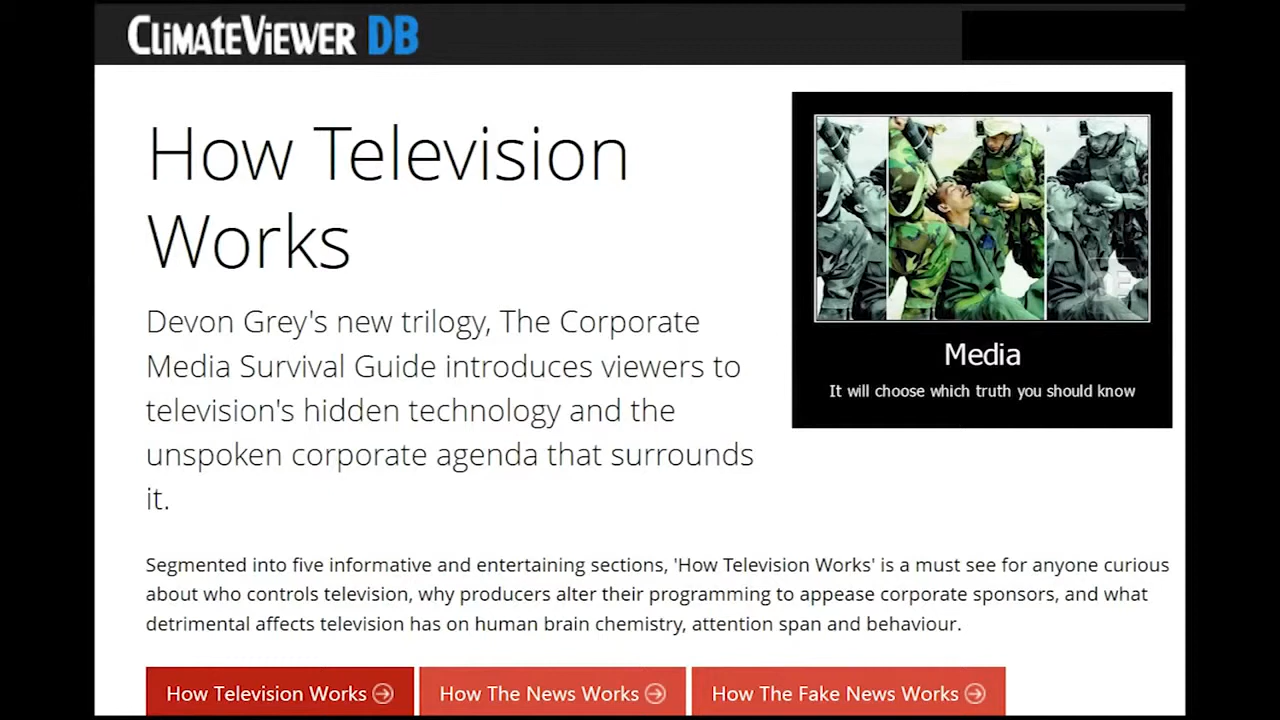 CLiMATEViEWER DB
How Television
Works
Devon Grey's new trilogy, The Corporate
Media Survival Guide introduces viewers to
television's hidden technology and the
unspoken corporate agenda that surrounds
it.
Media
It will choose which truth you should know
Segmented into five informative and entertaining sections, 'How Television Works' is a must see for anyone curious
about who controls television, why producers alter their programming to appease corporate sponsors, and what
detrimental affects television has on human brain chemistry, attention span and behaviour.
How Television Works
How The News Works
How The Fake News Works